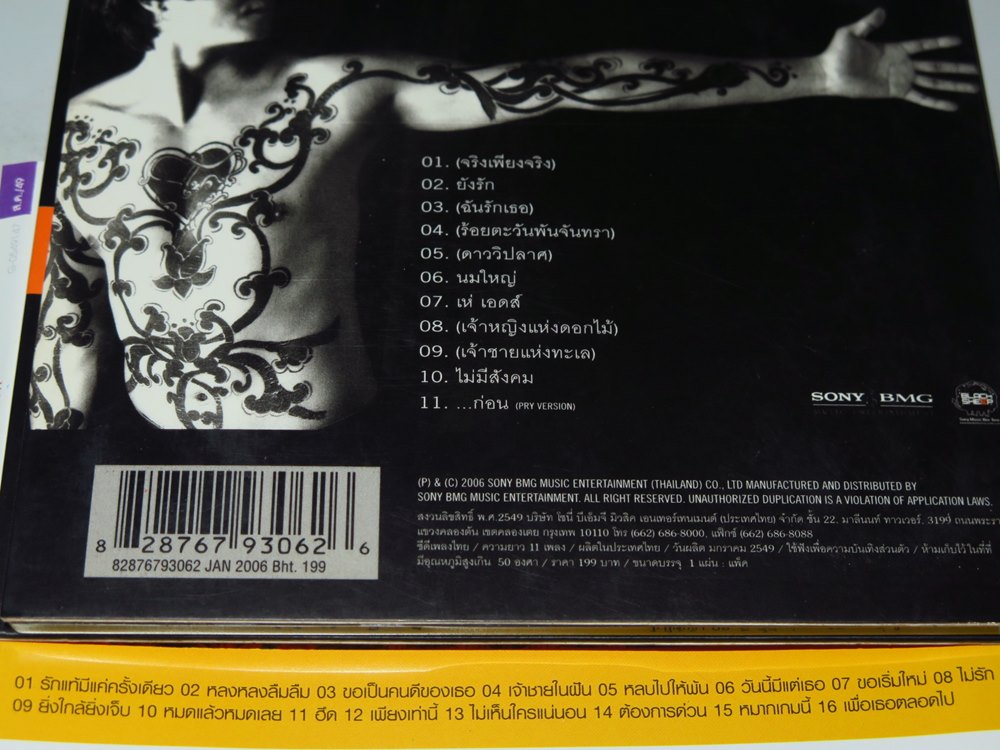 ส.ค./49
01. (จริงเพียงจริง)
02. ยังรัก
03. (ฉันรักเธอ)
04. (ร้อยตะวันพันจันทรา)
05. (ดาววิปลาศ)
06. นมใหญ่
07. เห่ เอดส์
08. (เจ้าหญิงแห่งดอกไม้)
09. (เจ้าชายแห่งทะเล)
10. ไม่มีสังคม
11. ...ก่อน (PRY VERSION)
SONY BMG
(P) & (C) 2006 SONY BMG MUSIC ENTERTAINMENT (THAILAND) CO., LTD MANUFACTURED AND DISTRIBUTED BY
SONY BMG MUSIC ENTERTAINMENT. ALL RIGHT RESERVED. UNAUTHORIZED DUPLICATION IS A VIOLATION OF APPLICATION LAWS.
สงวนลิขสิทธิ์ พ.ศ.2549 บริษัท โซนี่ บีเอ็มจี มิวสิค เอนเทอร์เทนเมนต์ (ประเทศไทย) จำกัด ชั้น 22. มาลีนนท์ ทาวเวอร์. 3199 ถนนพระรา
แขวงคลองตัน เขตคลองเตย กรุงเทพ 10110 โทร (662) 686-8000. แฟ็กซ์ (662) 686-8088
ซีดีเพลงไทย / ความยาว 11 เพลง / ผลิตในประเทศไทย / วันผลิต มกราคม 2549 / ใช้ฟังเพื่อความบันเทิงส่วนตัว / ห้ามเก็บไว้ในที่ที่
มีอุณหภูมิสูงเกิน 50 องศา / ราคา 199 บาท / ขนาดบรรจุ 1 แผ่น : แพ็ค
8 28767 93062 6
82876793062 JAN 2006 Bht. 199
01 รักแท้มีแค่ครั้งเดียว 02 หลงหลงลืมลืม 03 ขอเป็นคนดีของเธอ 04 เจ้าชายในฝัน 05 หลบไปให้พ้น 06 วันนี้มีแต่เธอ 07 ขอเริ่มใหม่ 08 ไม่รัก
09 ยิ่งใกล้ยิ่งเจ็บ 10 หมดแล้วหมดเลย 11 ฮึด 12 เพียงเท่านี้ 13 ไม่เห็นใครแน่นอน 14 ต้องการด่วน 15 หมากเกมนี้ 16 เพื่อเธอตลอดไป